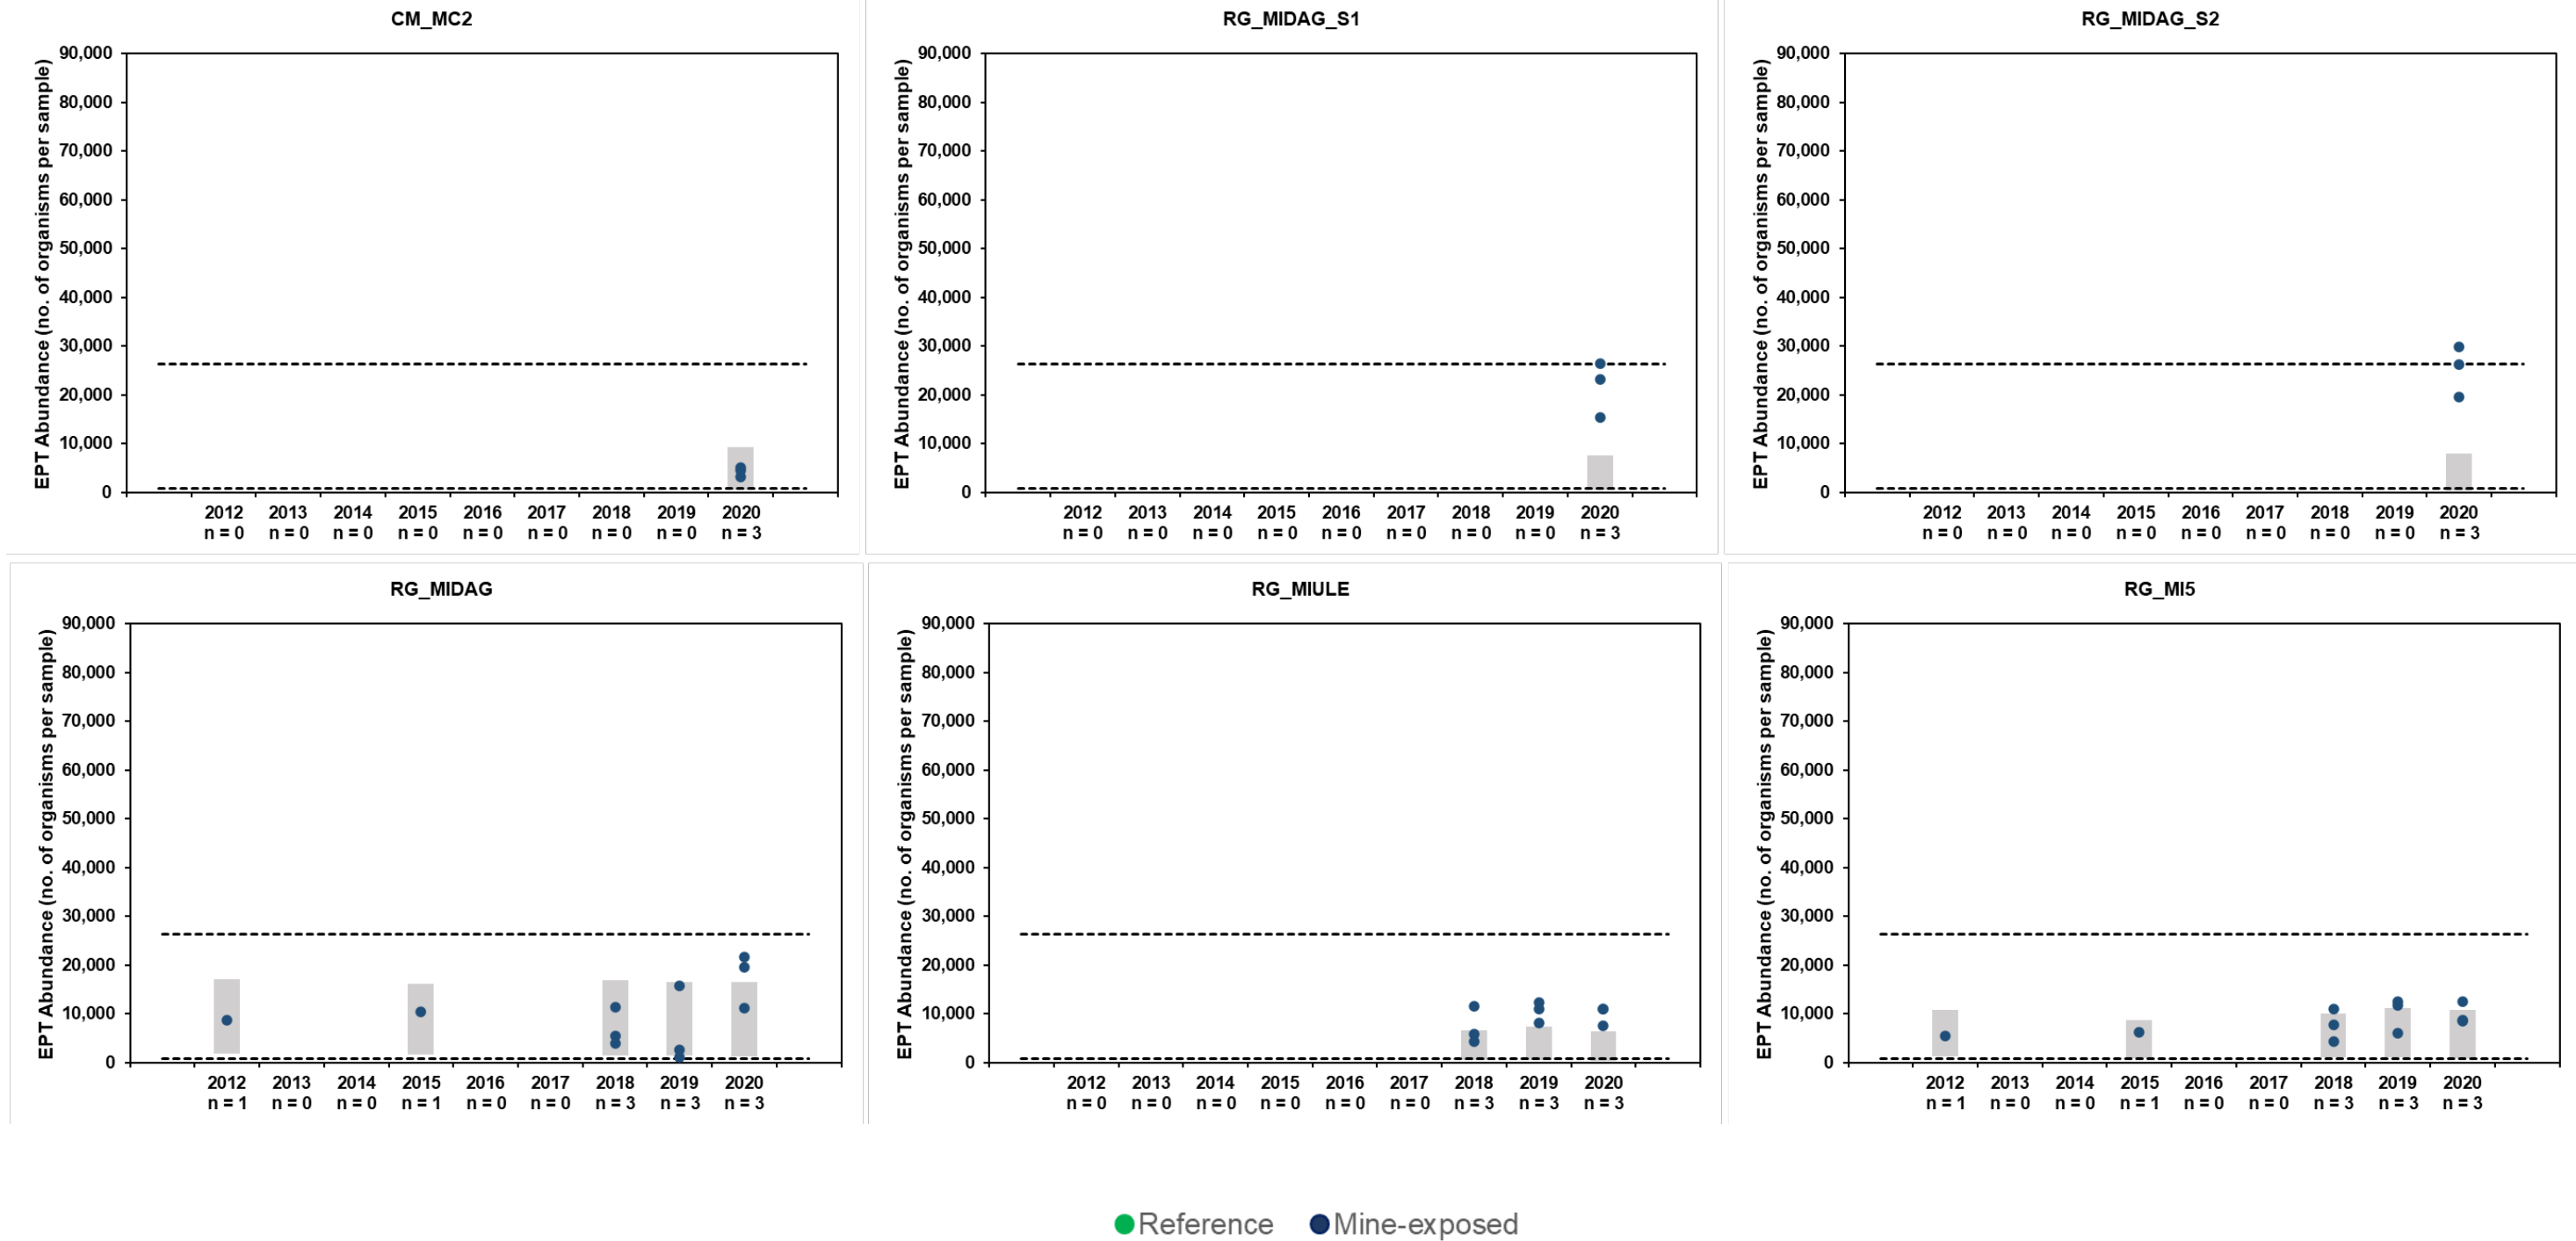 CM_MC2
EPT Abundance (no. of organisms per sample)
90,000
80,000
70,000
60,000
50,000
40,000
30,000
20,000
10,000
0
2012 2013 2014 2015 2016 2017 2018 2019 2020
n = 0 n = 0 n = 0 n = 0 n = 0 n = 0 n = 0 n = 0 n = 3
RG_MIDAG_S1
EPT Abundance (no. of organisms per sample)
90,000
80,000
70,000
60,000
50,000
40,000
30,000
20,000
10,000
0
2012 2013 2014 2015 2016 2017 2018 2019 2020
n = 0 n = 0 n = 0 n = 0 n = 0 n = 0 n = 0 n = 0 n = 3
RG_MIDAG_S2
EPT Abundance (no. of organisms per sample)
90,000
80,000
70,000
60,000
50,000
40,000
30,000
20,000
10,000
0
2012 2013 2014 2015 2016 2017 2018 2019 2020
n = 0 n = 0 n = 0 n = 0 n = 0 n = 0 n = 0 n = 0 n = 3
RG_MIDAG
EPT Abundance (no. of organisms per sample)
90,000
80,000
70,000
60,000
50,000
40,000
30,000
20,000
10,000
0
2012 2013 2014 2015 2016 2017 2018 2019 2020
n = 1 n = 0 n = 0 n = 1 n = 0 n = 0 n = 3 n = 3 n = 3
RG_MIULE
EPT Abundance (no. of organisms per sample)
90,000
80,000
70,000
60,000
50,000
40,000
30,000
20,000
10,000
0
2012 2013 2014 2015 2016 2017 2018 2019 2020
n = 0 n = 0 n = 0 n = 0 n = 0 n = 0 n = 3 n = 3 n = 3
RG_MI5
EPT Abundance (no. of organisms per sample)
90,000
80,000
70,000
60,000
50,000
40,000
30,000
20,000
10,000
0
2012 2013 2014 2015 2016 2017 2018 2019 2020
n = 1 n = 0 n = 0 n = 1 n = 0 n = 0 n = 3 n = 3 n = 3
Reference Mine-exposed